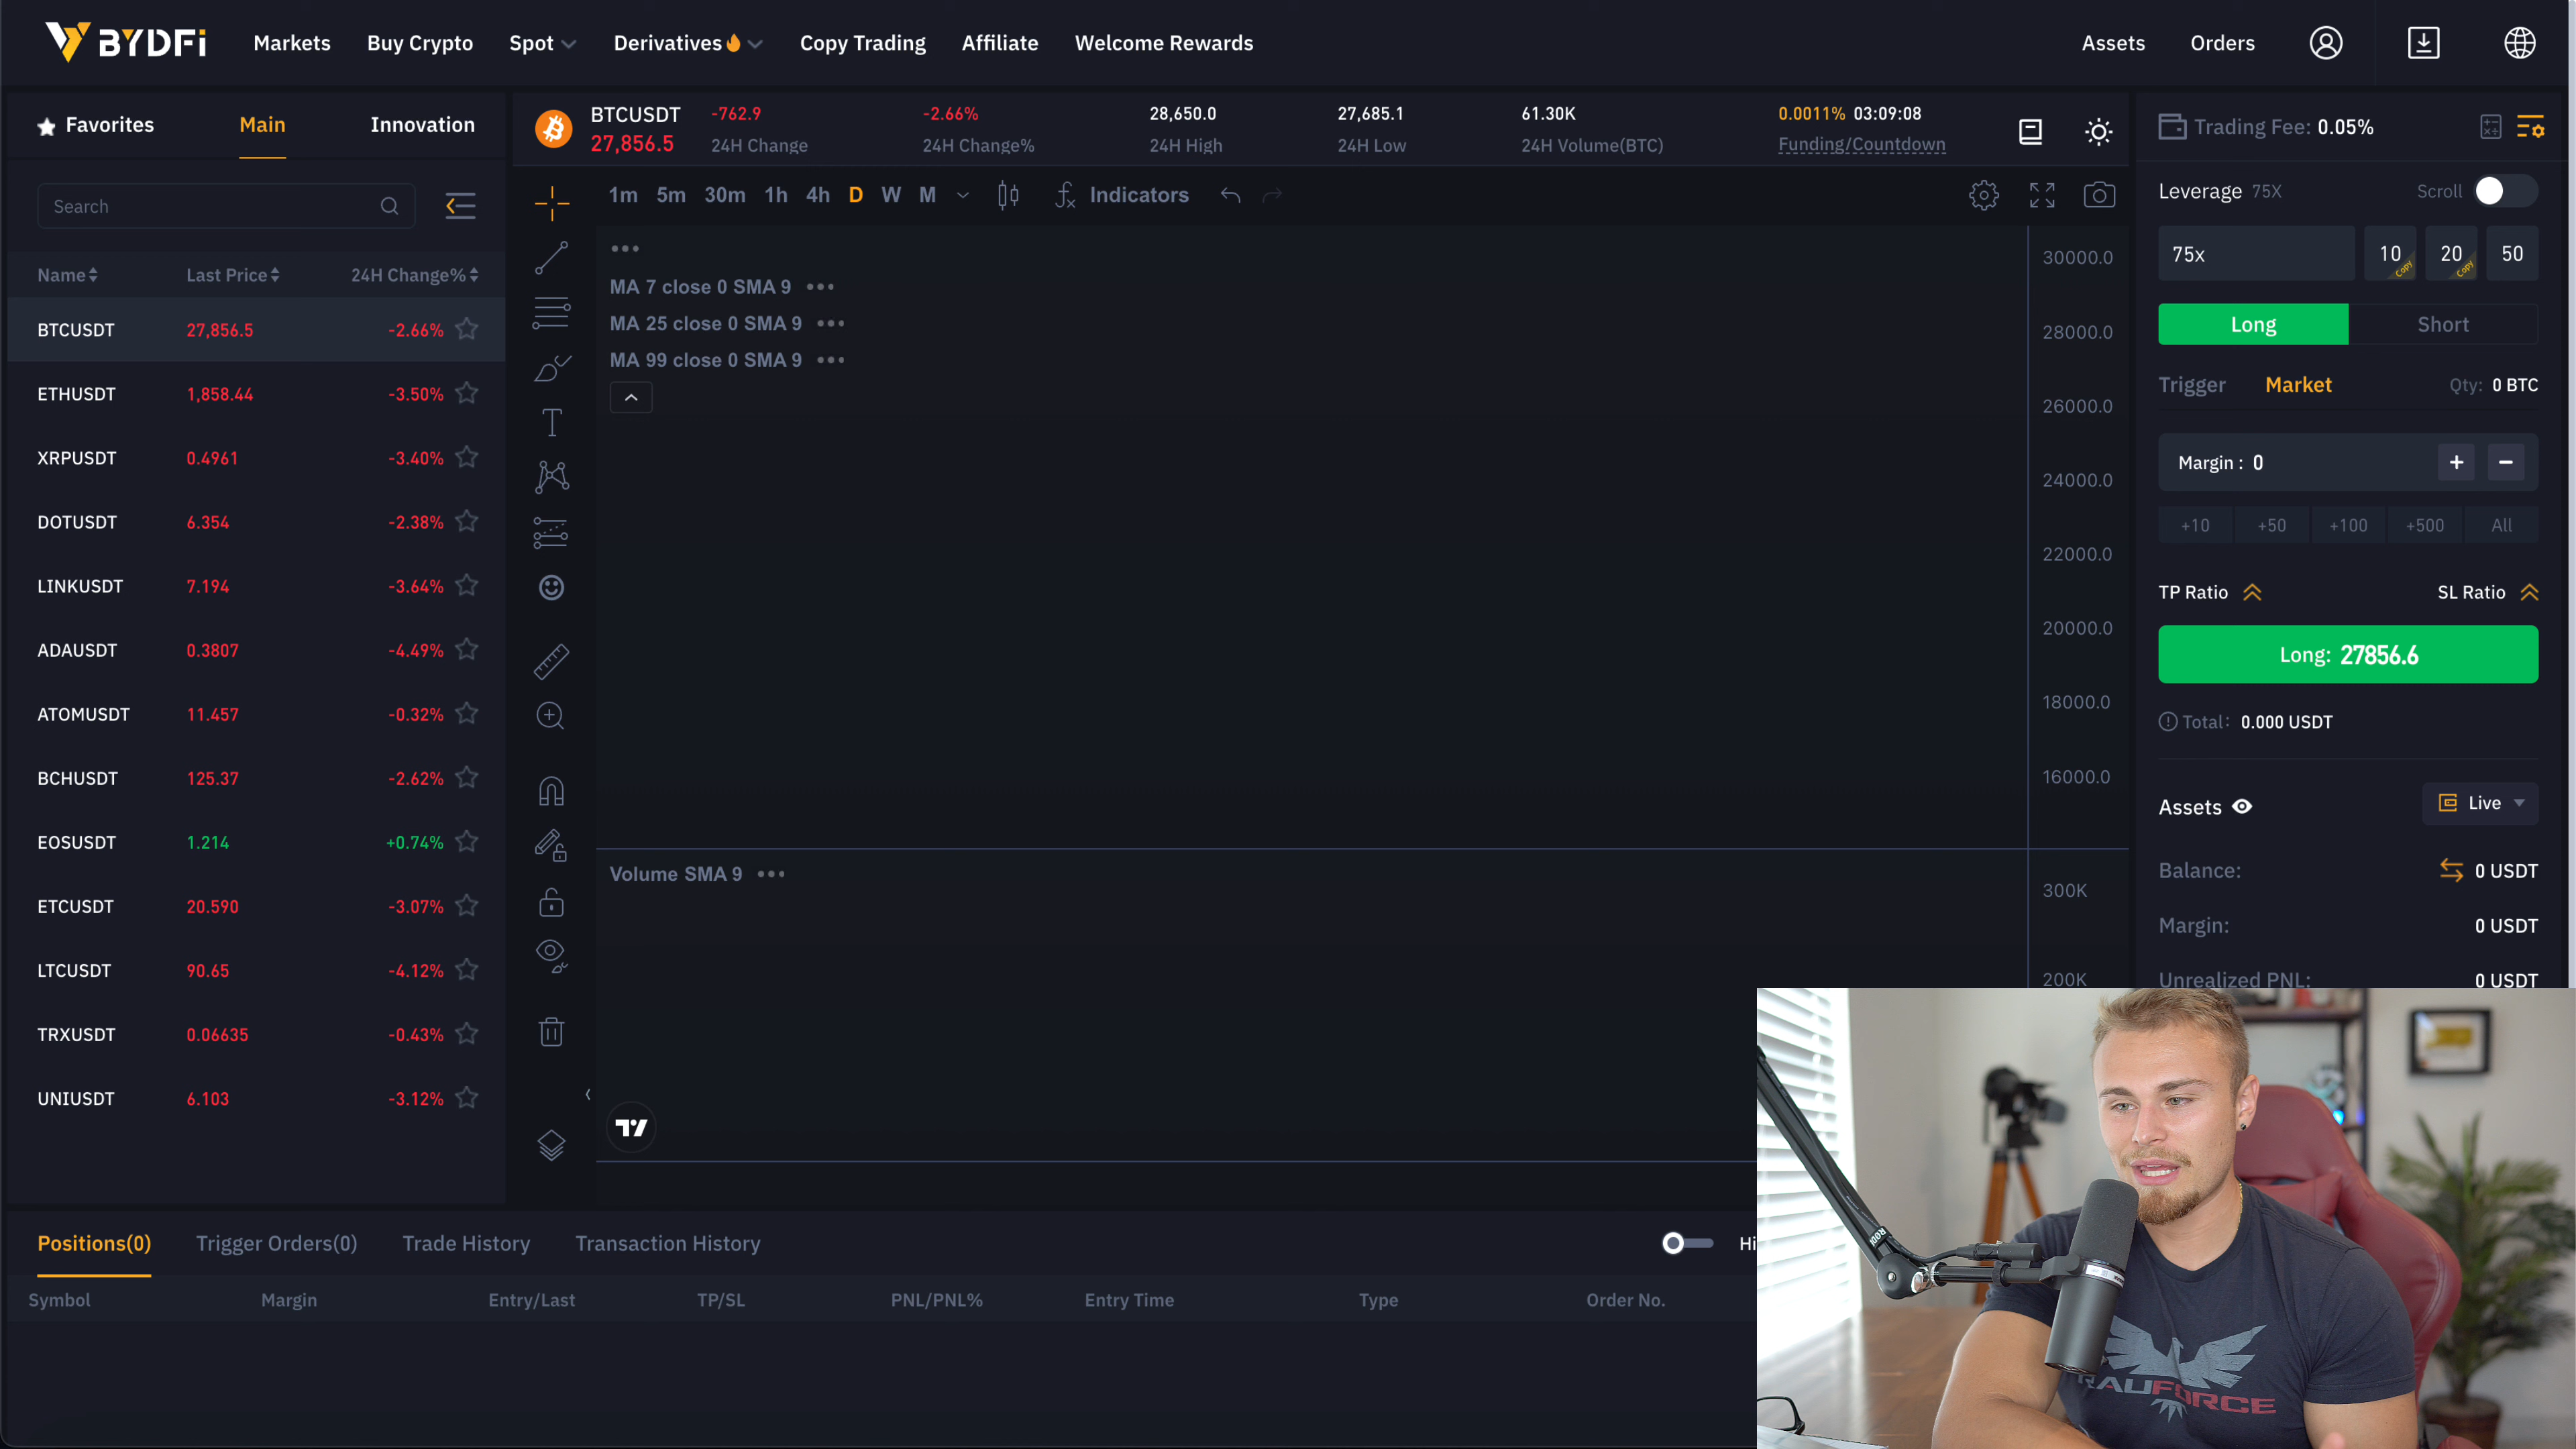 BYDFi Markets Buy Crypto Spot Derivatives Copy Trading Affiliate Welcome Rewards Assets Orders
Favorites Main Innovation
Search
Name Last Price 24H Change%
BTCUSDT 27,856.5 -2.66%
ETHUSDT 1,858.44 -3.50%
XRPUSDT 0.4961 -3.40%
DOTUSDT 6.354 -2.38%
LINKUSDT 7.194 -3.64%
ADAUSDT 0.3807 -4.49%
ATOMUSDT 11.457 -0.32%
BCHUSDT 125.37 -2.62%
EOSUSDT 1.214 +0.74%
ETCUSDT 20.590 -3.07%
LTCUSDT 90.65 -4.12%
TRXUSDT 0.06635 -0.43%
UNIUSDT 6.103 -3.12%
BTCUSDT -762.9 -2.66% 28,650.0 27,685.1 61.30K 0.0011% 03:09:08
27,856.5 24H Change 24H Change% 24H High 24H Low 24H Volume(BTC) Funding/Countdown
1m 5m 30m 1h 4h D W M Indicators
MA 7 close 0 SMA 9
MA 25 close 0 SMA 9
MA 99 close 0 SMA 9
30000.0
28000.0
26000.0
24000.0
22000.0
20000.0
18000.0
16000.0
Volume SMA 9
300K
200K
Trading Fee: 0.05%
Leverage 75X Scroll
75x 10 Copy 20 Copy 50
Long Short
Trigger Market Qty: 0 BTC
Margin : 0 + −
+10 +50 +100 +500 All
TP Ratio SL Ratio
Long: 27856.6
Total: 0.000 USDT
Assets Live
Balance: 0 USDT
Margin: 0 USDT
Unrealized PNL: 0 USDT
Positions(0) Trigger Orders(0) Trade History Transaction History Hi
Symbol Margin Entry/Last TP/SL PNL/PNL% Entry Time Type Order No.
RØDE
RAUFORCE